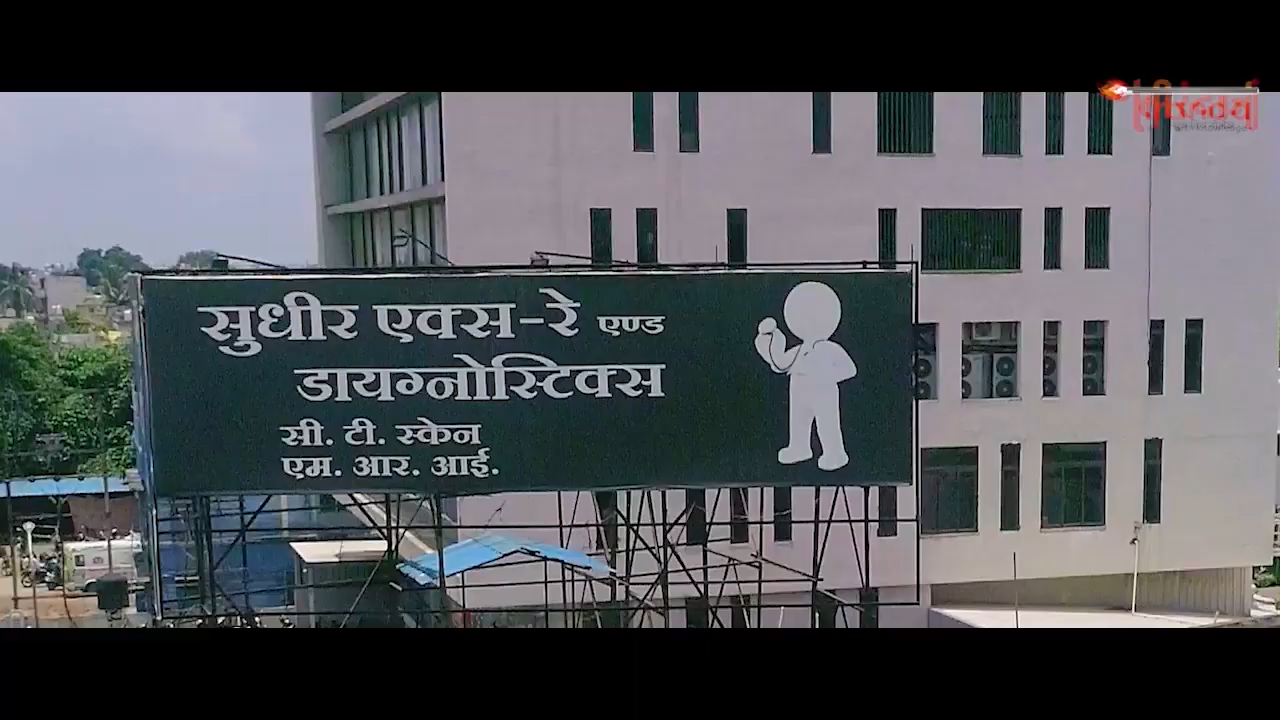 सुधीर एक्स-रे एण्ड
डायग्नोस्टिक्स
सी. टी. स्केन
एम. आर. आई.